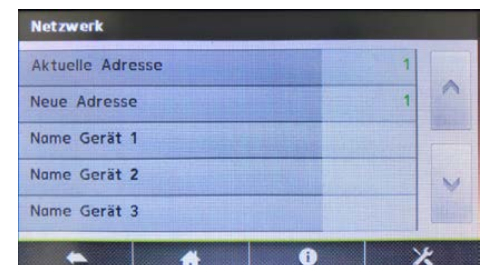 Netzwerk
Aktuelle Adresse 1
Neue Adresse 1
Name Gerät 1
Name Gerät 2
Name Gerät 3